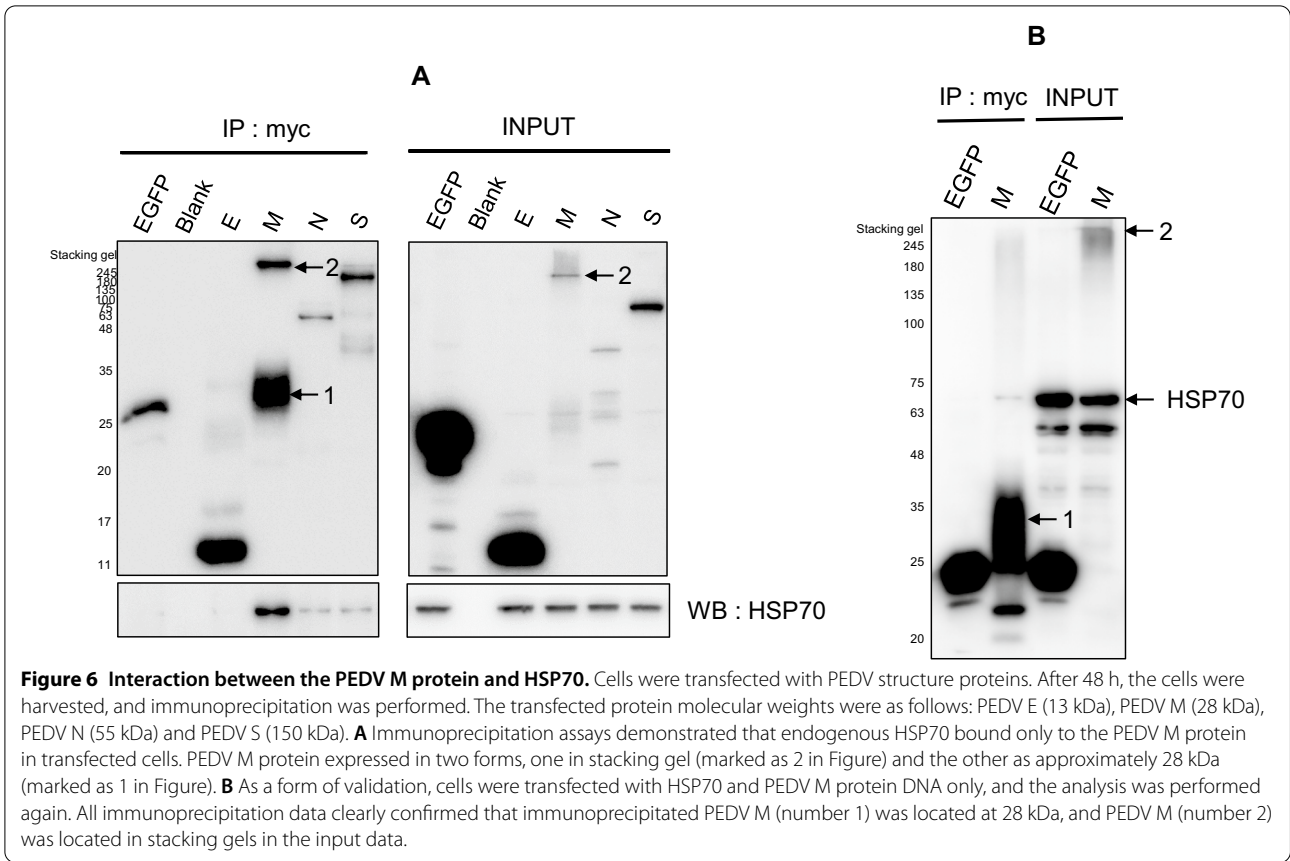 A
IP : myc
INPUT
EGFP
Blank
E
M
N
S
EGFP
Blank
E
M
N
S
Stacking gel
245
180
135
100
75
63
48
35
25
20
17
11
2
1
2
WB : HSP70
B
IP : myc
INPUT
EGFP
M
EGFP
M
Stacking gel
245
180
135
100
75
63
48
35
25
20
2
HSP70
1
Figure 6 Interaction between the PEDV M protein and HSP70. Cells were transfected with PEDV structure proteins. After 48 h, the cells were
harvested, and immunoprecipitation was performed. The transfected protein molecular weights were as follows: PEDV E (13 kDa), PEDV M (28 kDa),
PEDV N (55 kDa) and PEDV S (150 kDa). A Immunoprecipitation assays demonstrated that endogenous HSP70 bound only to the PEDV M protein
in transfected cells. PEDV M protein expressed in two forms, one in stacking gel (marked as 2 in Figure) and the other as approximately 28 kDa
(marked as 1 in Figure). B As a form of validation, cells were transfected with HSP70 and PEDV M protein DNA only, and the analysis was performed
again. All immunoprecipitation data clearly confirmed that immunoprecipitated PEDV M (number 1) was located at 28 kDa, and PEDV M (number 2)
was located in stacking gels in the input data.